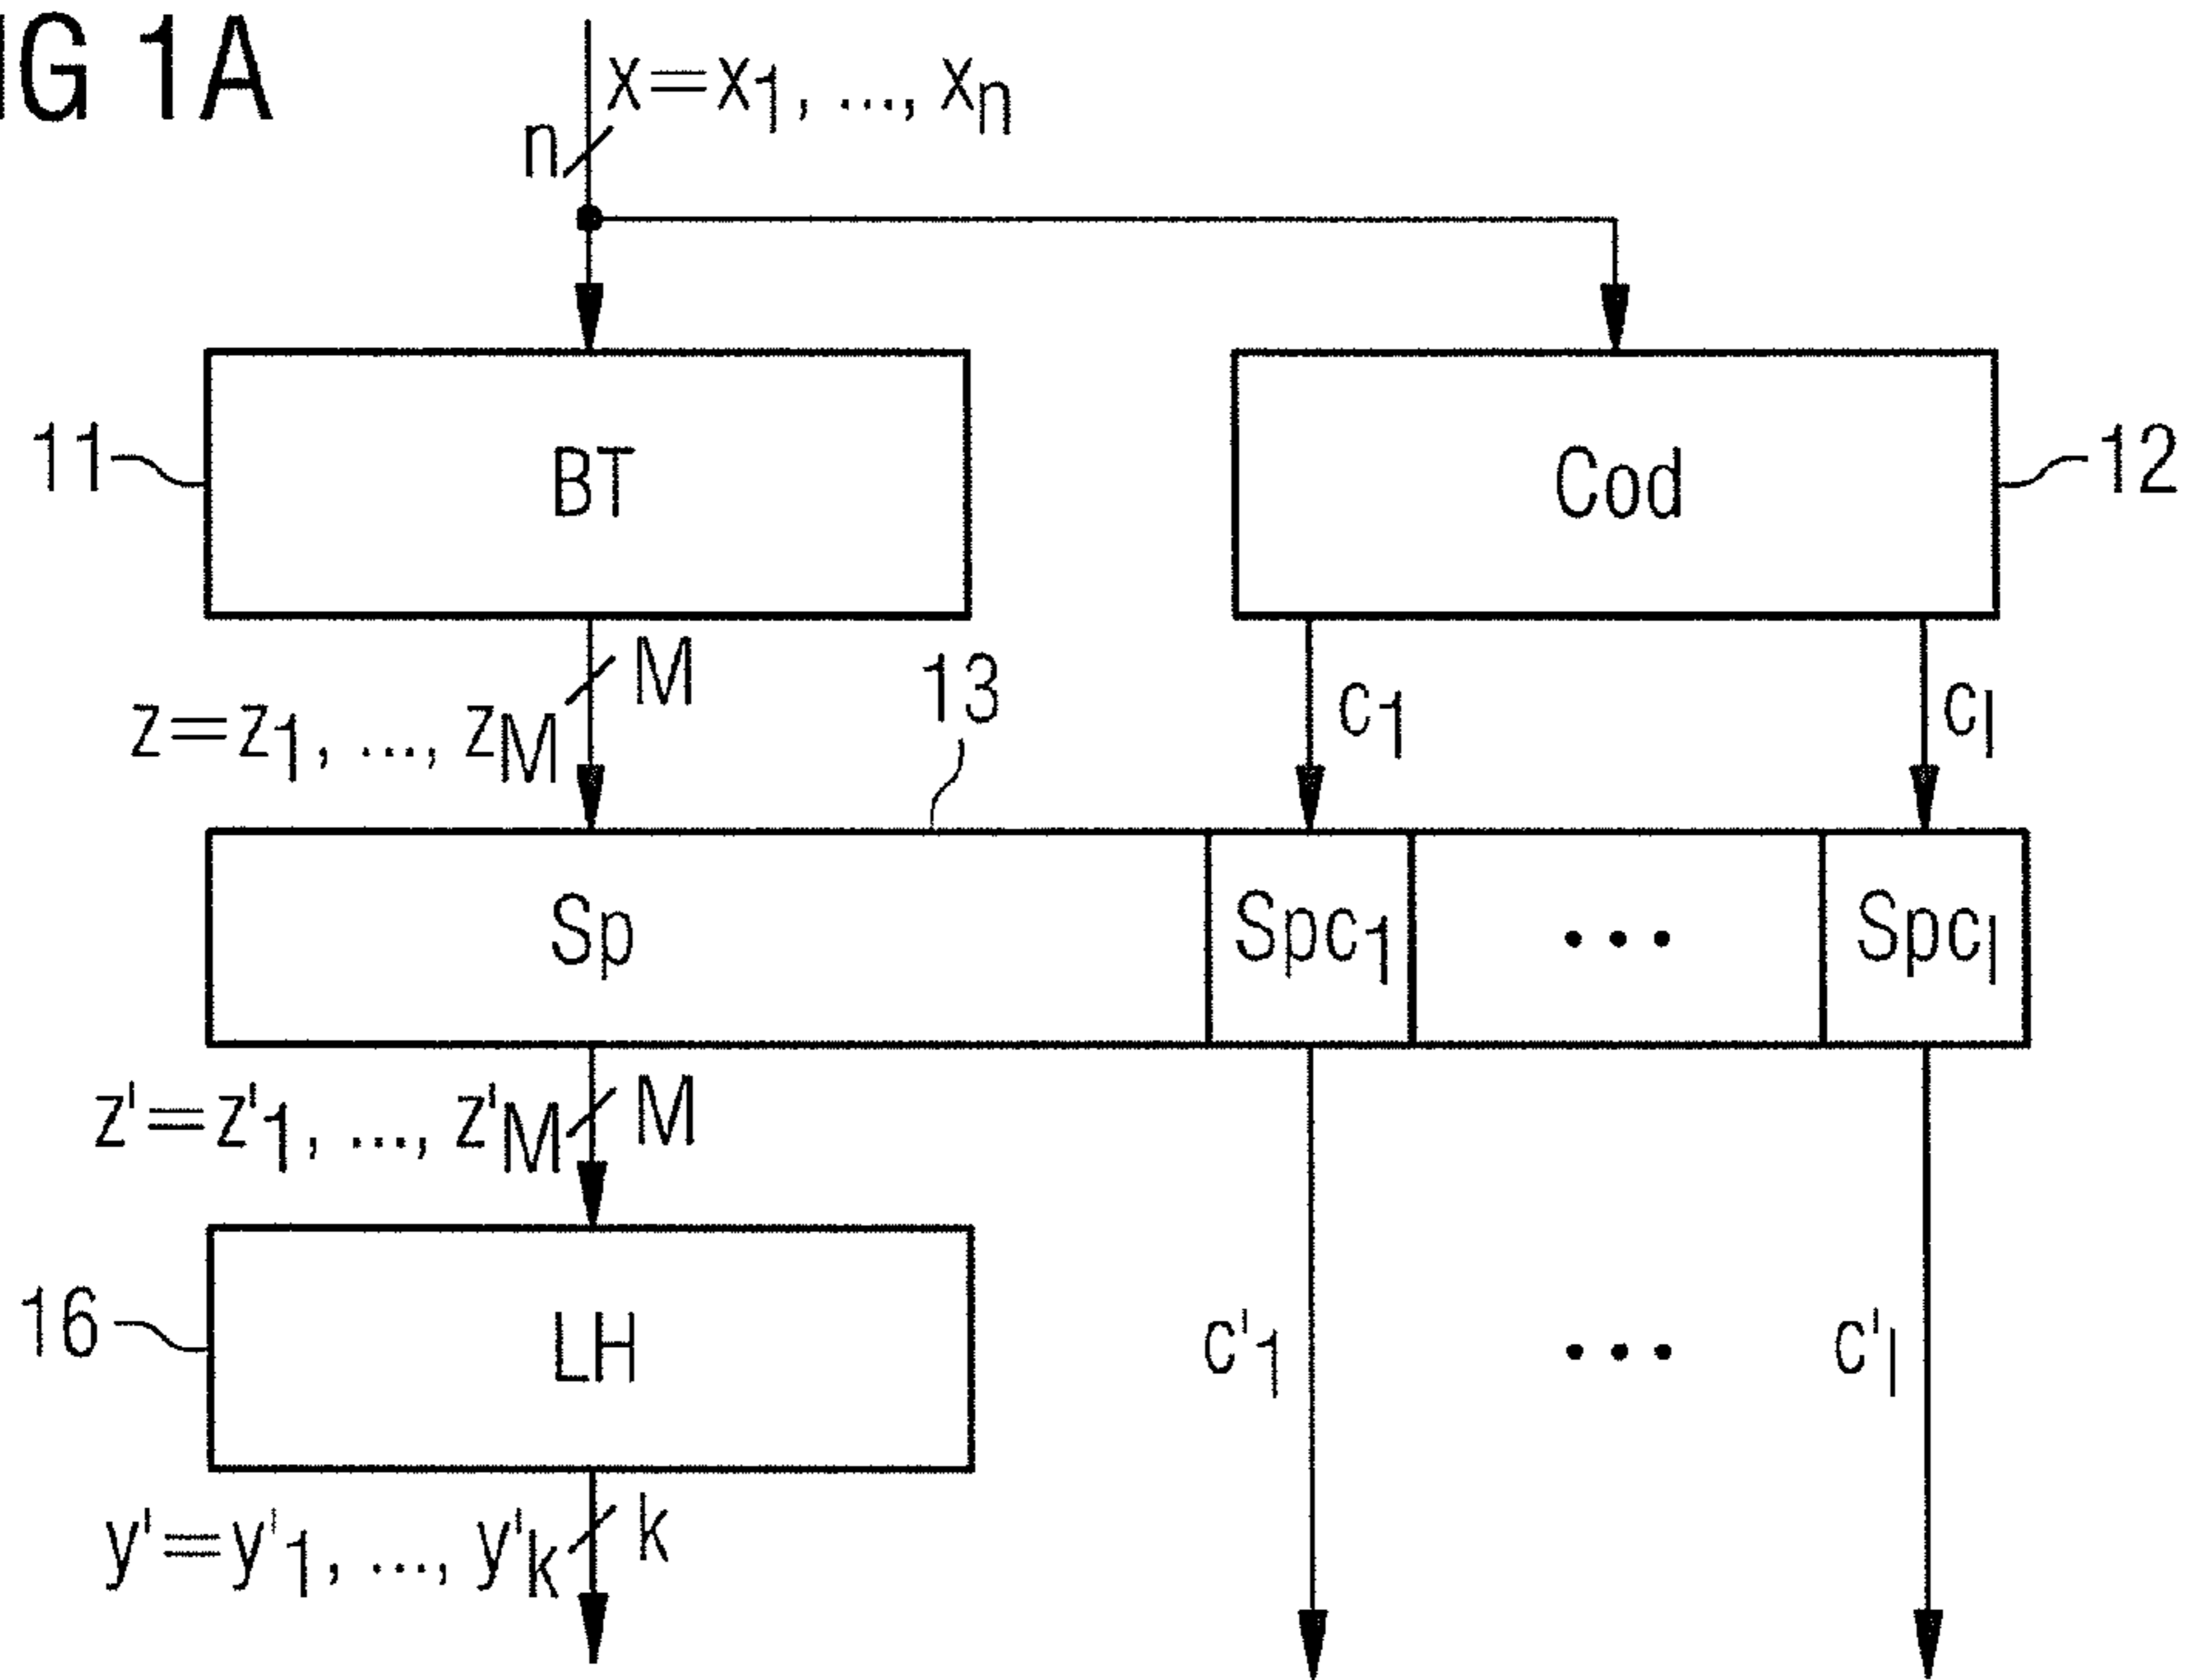 IG 1A
x=x1, ..., xn
n
11
BT
Cod
12
M
z=z1, ..., zM
13
c1
cl
Sp
Spc1
...
Spcl
z'=z'1, ..., z'M
M
16
LH
c'1
...
c'l
y'=y'1, ..., y'k
k